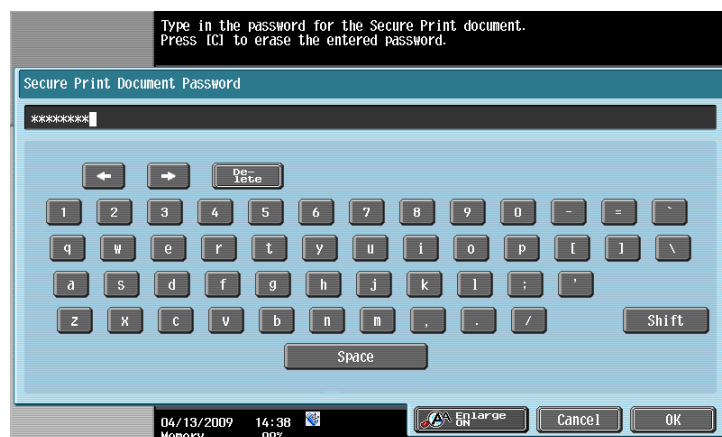 Type in the password for the Secure Print document.
Press [C] to erase the entered password.
Secure Print Document Password
********
← → De-
lete
1 2 3 4 5 6 7 8 9 0 - = `
q w e r t y u i o p [ ] \
a s d f g h j k l ; '
z x c v b n m , . / Shift
Space
04/13/2009 14:38
Memory 00%
Enlarge
ON
Cancel OK